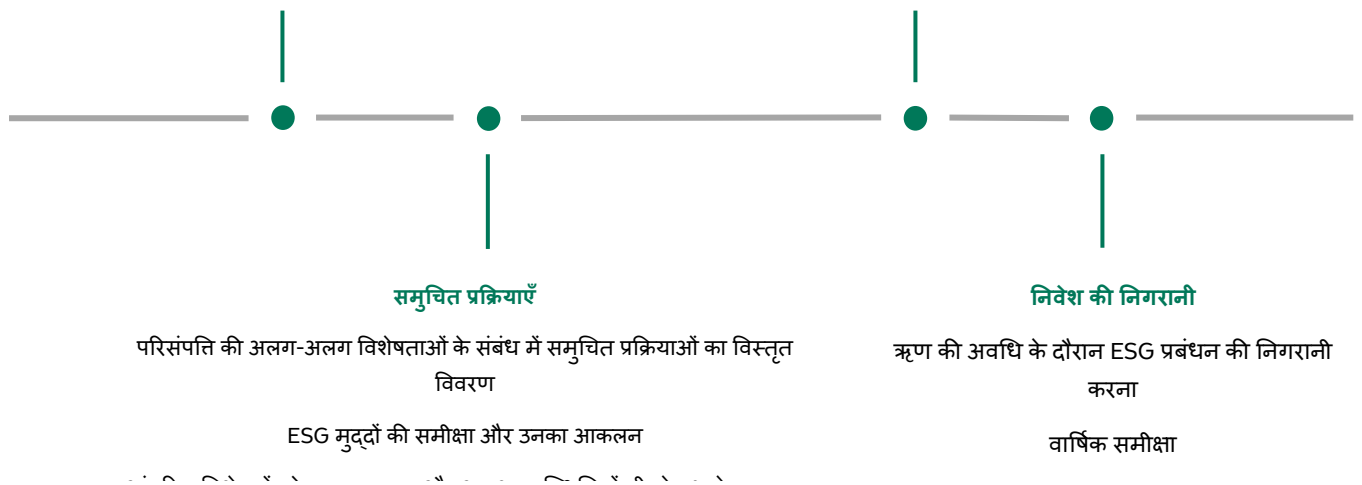 समुचित प्रक्रियाएँ
परिसंपत्ति की अलग-अलग विशेषताओं के संबंध में समुचित प्रक्रियाओं का विस्तृत
विवरण
ESG मुद्दों की समीक्षा और उनका आकलन
निवेश की निगरानी
ऋण की अवधि के दौरान ESG प्रबंधन की निगरानी
करना
वार्षिक समीक्षा